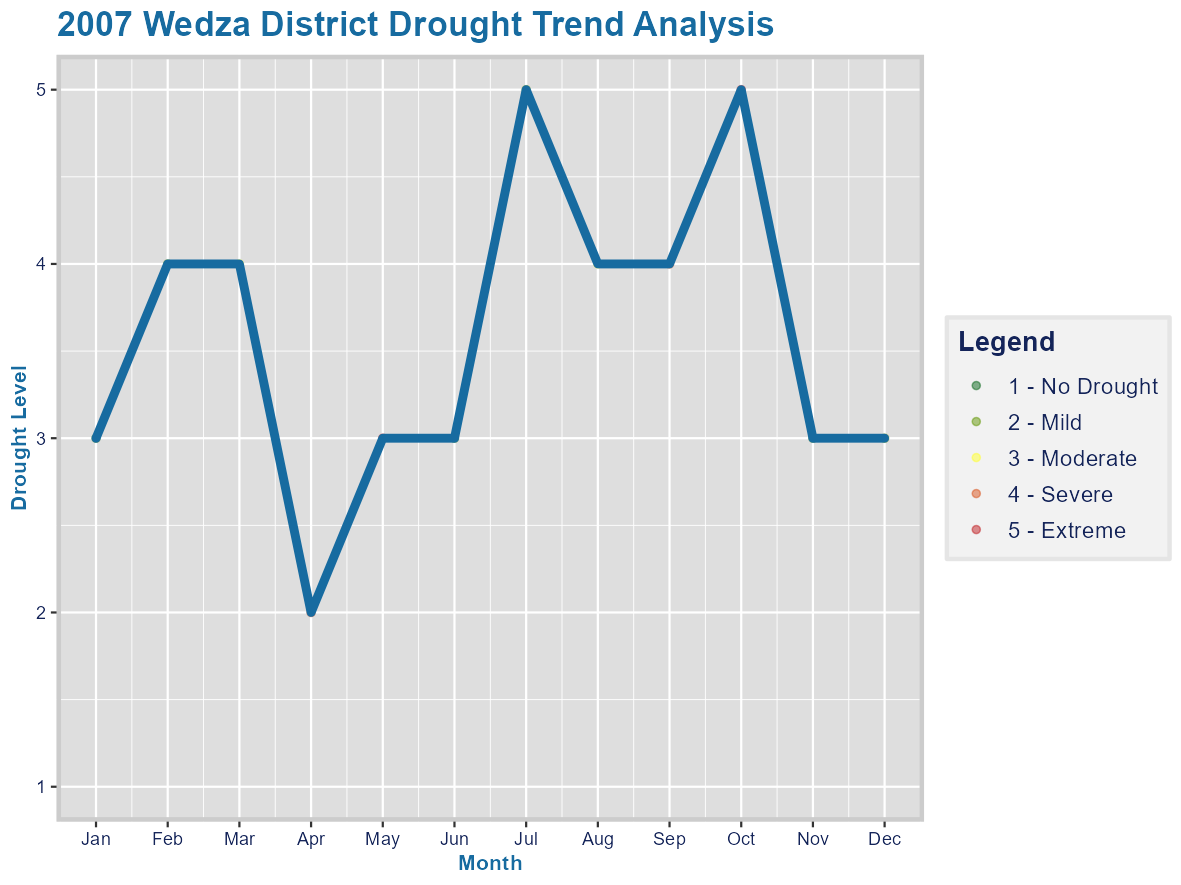 2007 Wedza District Drought Trend Analysis
Drought Level
5
4
3
2
1
Jan Feb Mar Apr May Jun Jul Aug Sep Oct Nov Dec
Month
Legend
1 - No Drought
2 - Mild
3 - Moderate
4 - Severe
5 - Extreme